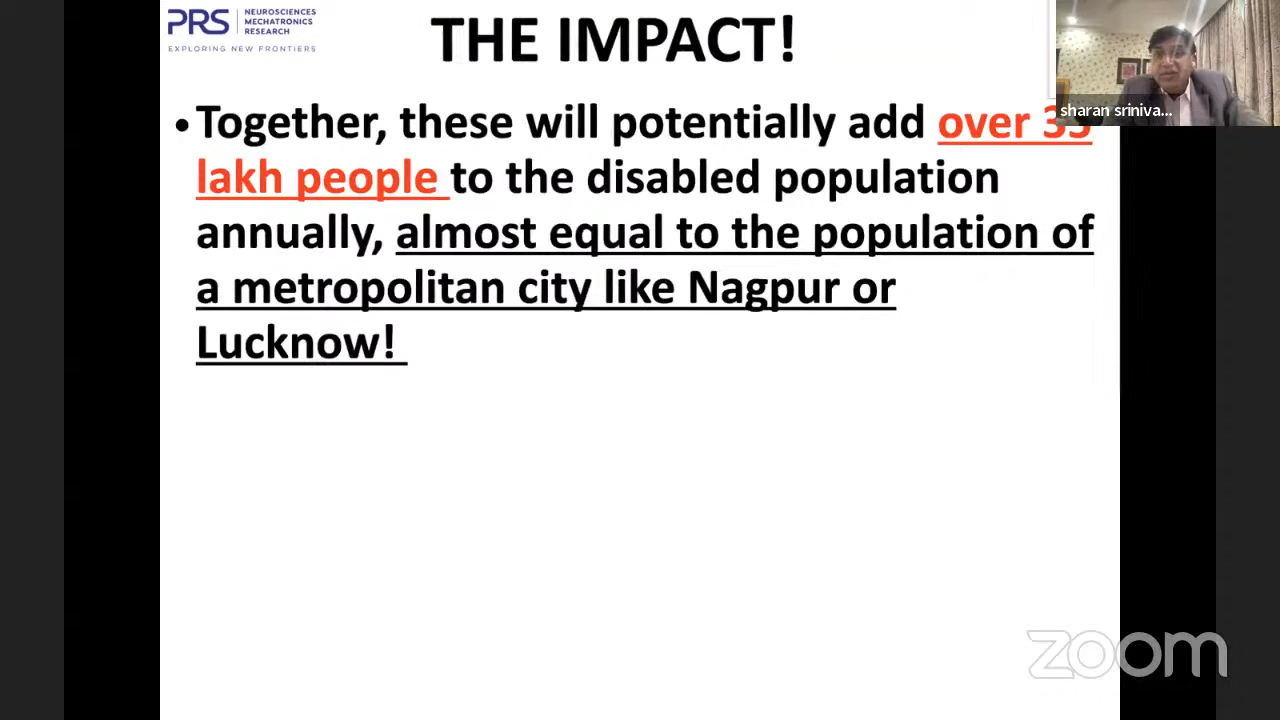 PRS
NEUROSCIENCES
MECHATRONICS
RESEARCH
EXPLORING NEW FRONTIERS
THE IMPACT!
sharan sriniva...
• Together, these will potentially add over
lakh people to the disabled population
annually, almost equal to the population of
a metropolitan city like Nagpur or
Lucknow!
zoom